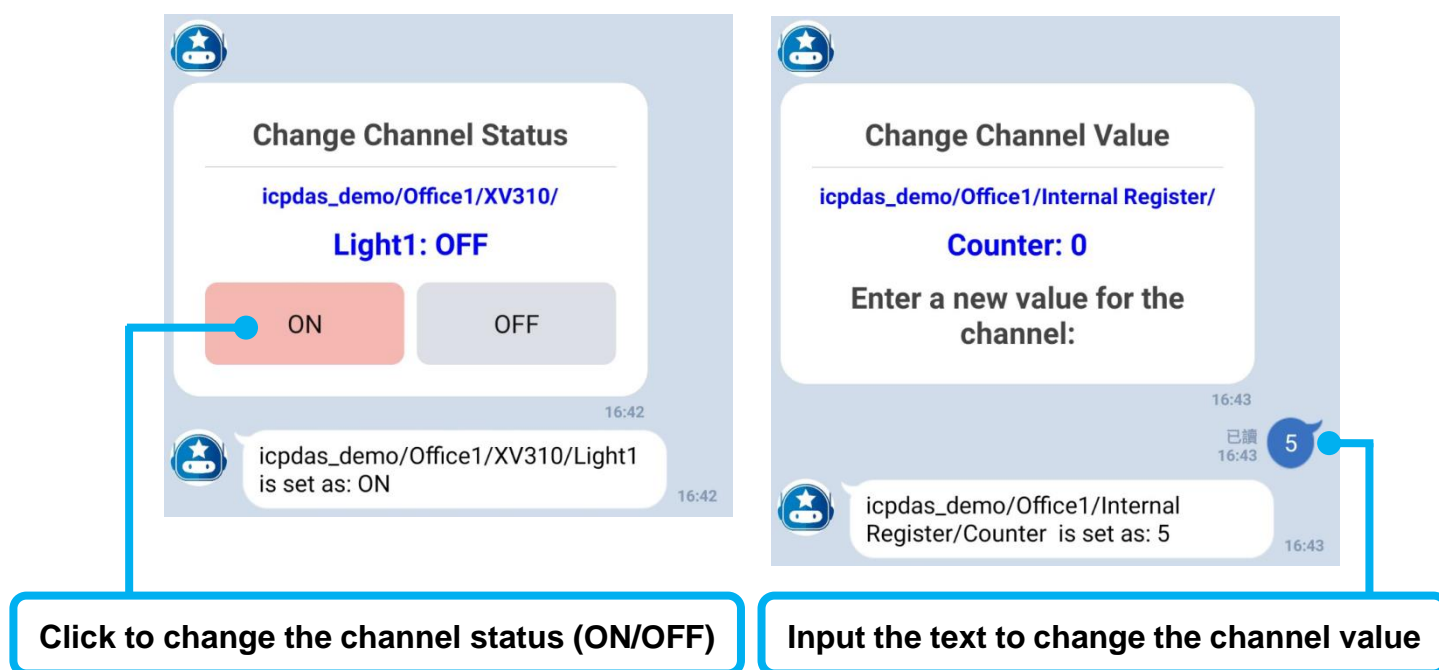 Change Channel Status
icpdas_demo/Office1/XV310/
Light1: OFF
ON
OFF
16:42
icpdas_demo/Office1/XV310/Light1
is set as: ON
16:42
Click to change the channel status (ON/OFF)
Change Channel Value
icpdas_demo/Office1/Internal Register/
Counter: 0
Enter a new value for the
channel:
16:43
已讀
16:43
5
icpdas_demo/Office1/Internal
Register/Counter is set as: 5
16:43
Input the text to change the channel value